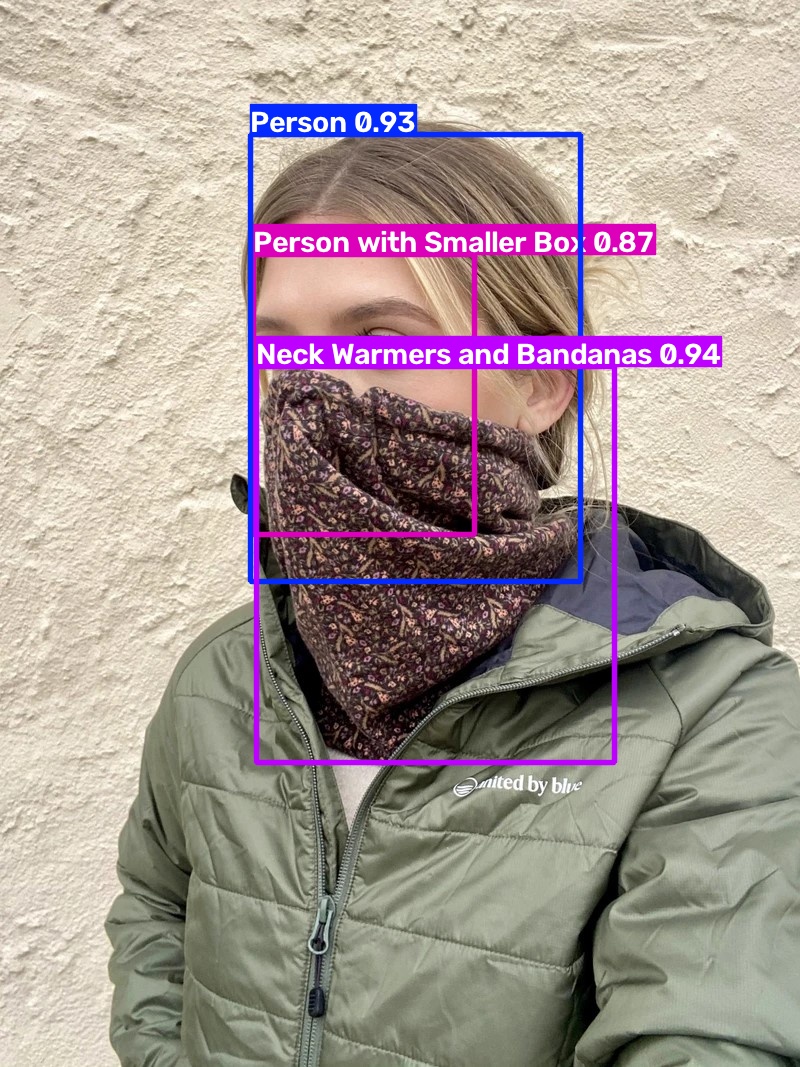 Person 0.93
Person with Smaller Box 0.87
Neck Warmers and Bandanas 0.94
united by blue